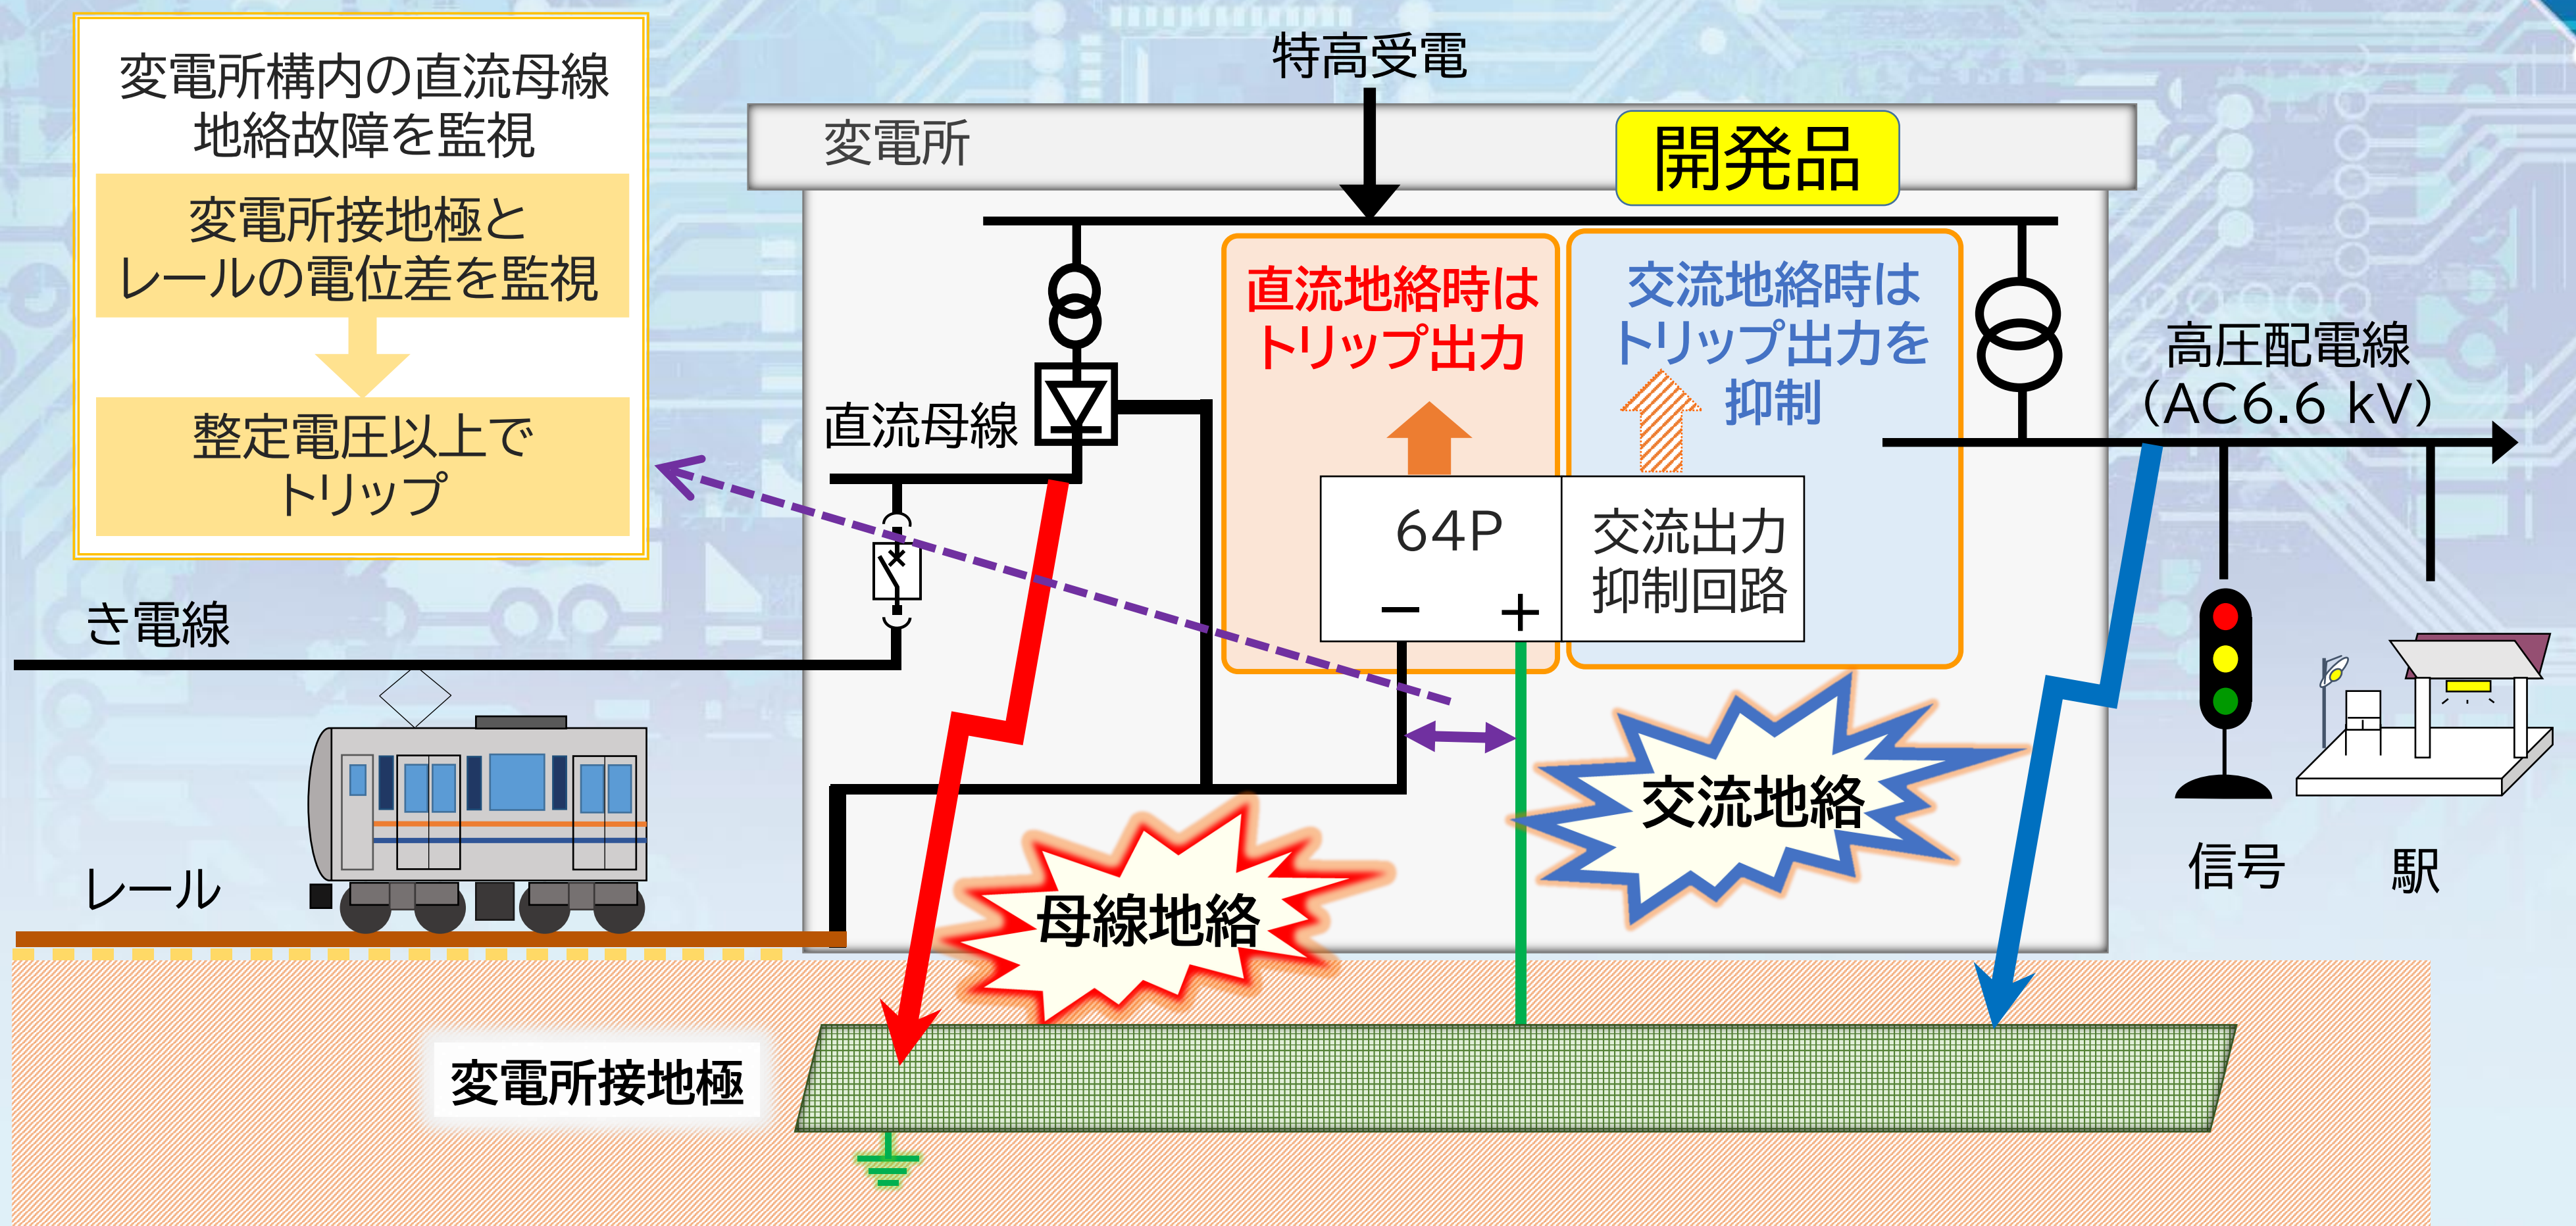 変電所構内の直流母線
地絡故障を監視
変電所接地極と
レールの電位差を監視
整定電圧以上で
トリップ
特高受電
変電所
開発品
直流地絡時は
トリップ出力
交流地絡時は
トリップ出力を
抑制
高圧配電線
（AC6.6 kV）
直流母線
64P
− +
交流出力
抑制回路
き電線
レール
母線地絡
交流地絡
信号
駅
変電所接地極